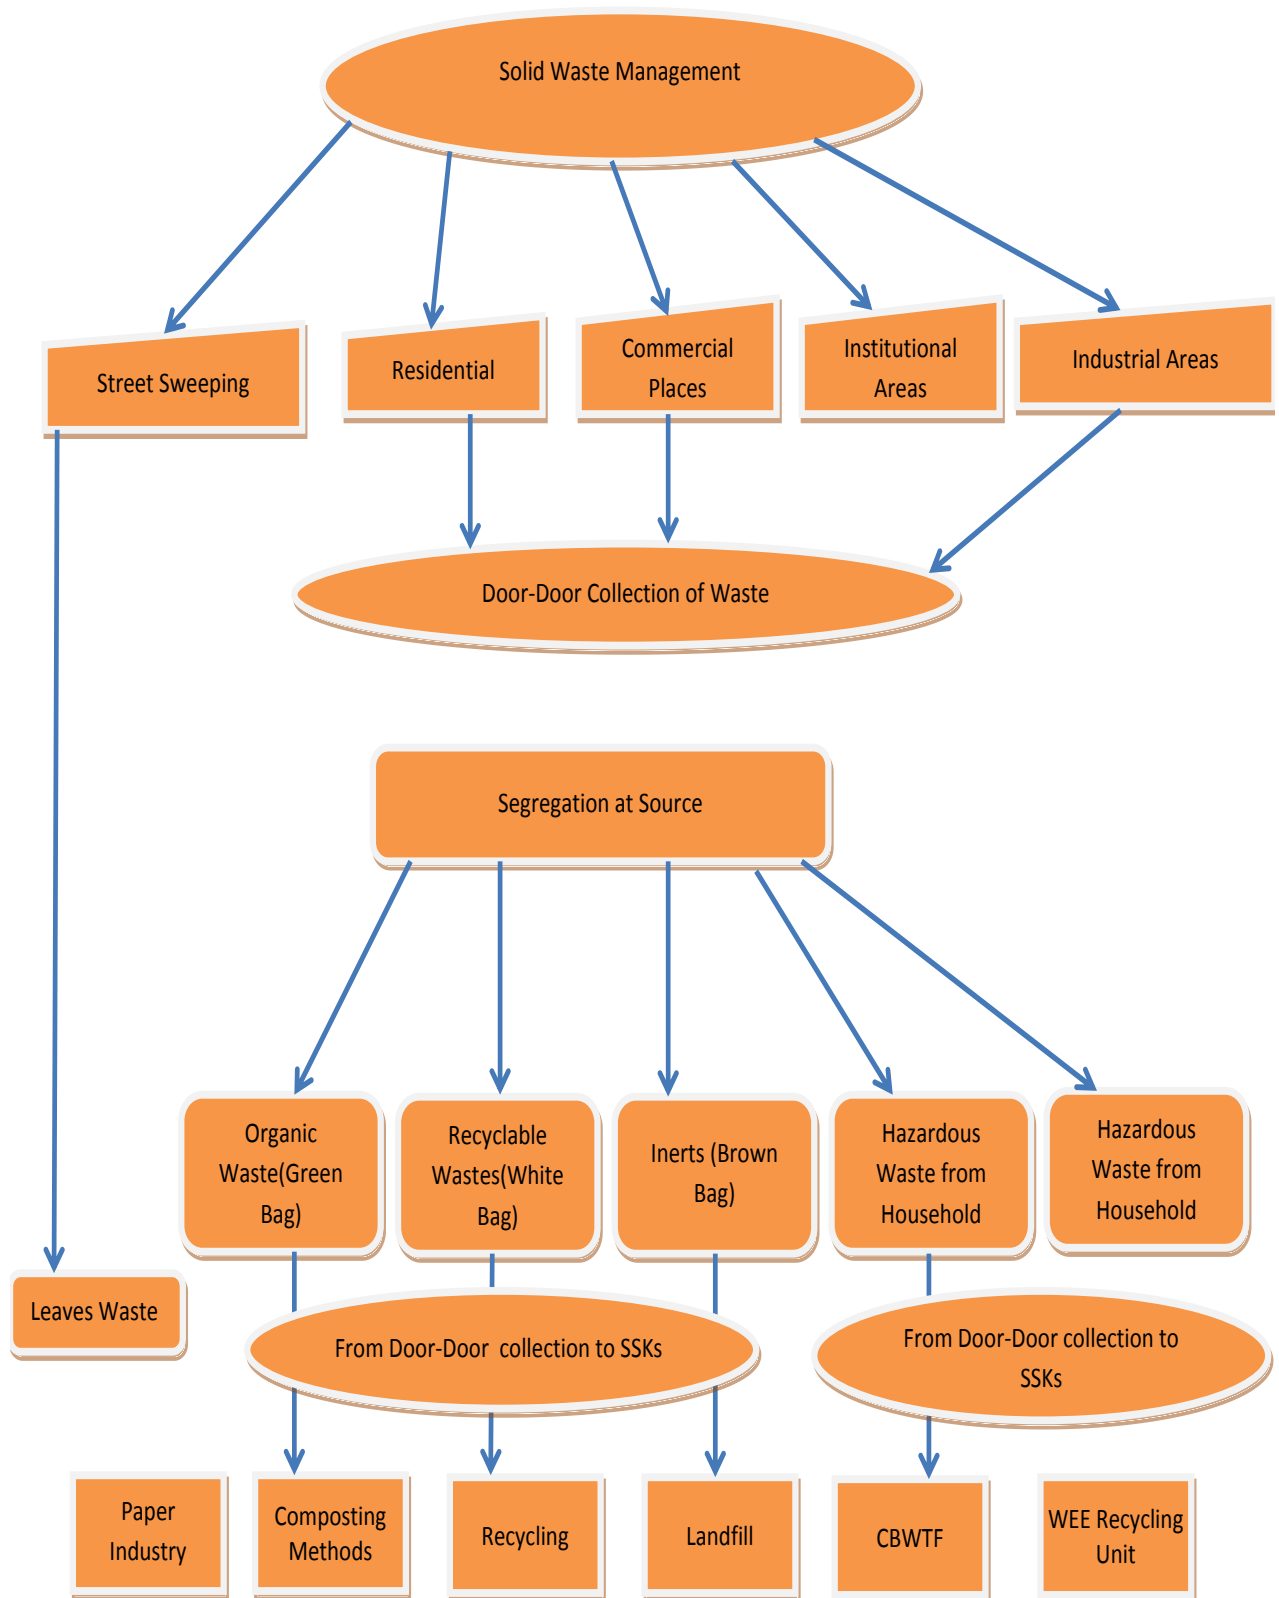 Solid Waste Management
Street Sweeping
Residential
Commercial
Places
Institutional
Areas
Industrial Areas
Door-Door Collection of Waste
Segregation at Source
Organic
Waste(Green
Bag)
Recyclable
Wastes(White
Bag)
Inerts (Brown
Bag)
Hazardous
Waste from
Household
Hazardous
Waste from
Household
Leaves Waste
From Door-Door collection to SSKs
From Door-Door collection to
SSKs
Paper
Industry
Composting
Methods
Recycling
Landfill
CBWTF
WEE Recycling
Unit